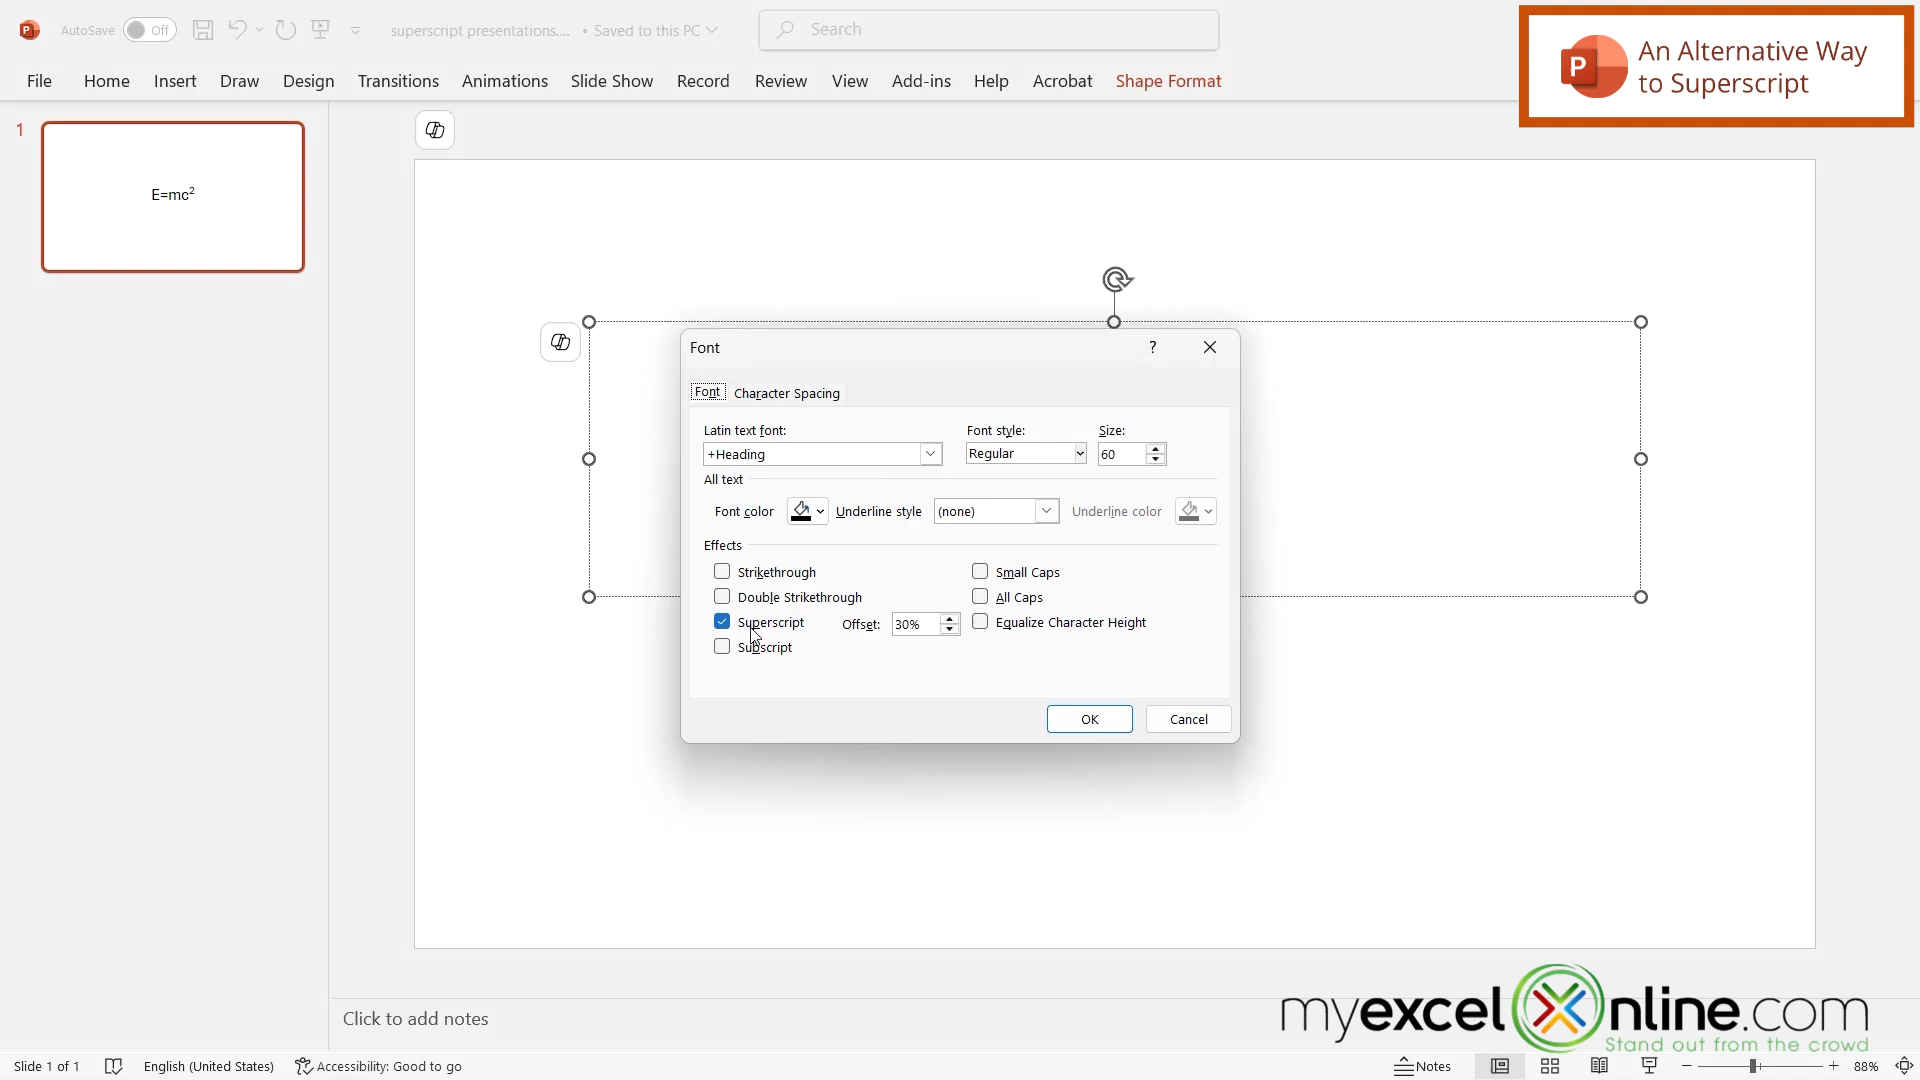 AutoSave Off superscript presentations.... • Saved to this PC Search
File Home Insert Draw Design Transitions Animations Slide Show Record Review View Add-ins Help Acrobat Shape Format
An Alternative Way
to Superscript
1
E=mc²
Font ?
Font Character Spacing
Latin text font: Font style: Size:
+Heading Regular 60
All text
Font color Underline style (none) Underline color
Effects
Strikethrough Small Caps
Double Strikethrough All Caps
Superscript Offset: 30% Equalize Character Height
Subscript
OK Cancel
Click to add notes
myexcelonline.com
Stand out from the crowd
Slide 1 of 1 English (United States) Accessibility: Good to go Notes 88%